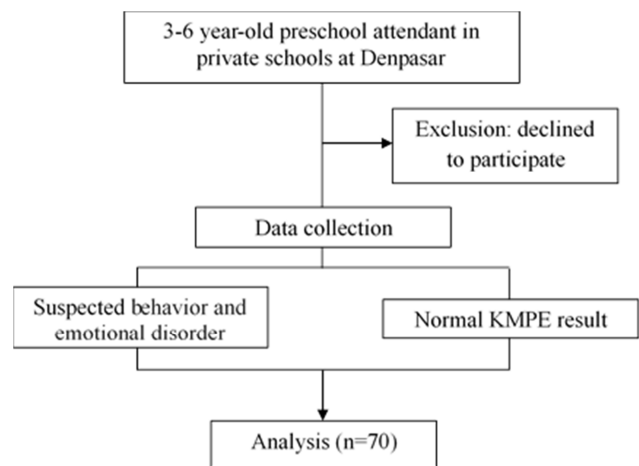 3-6 year-old preschool attendant in
private schools at Denpasar
Exclusion: declined
to participate
Data collection
Suspected behavior and
emotional disorder
Normal KMPE result
Analysis (n=70)